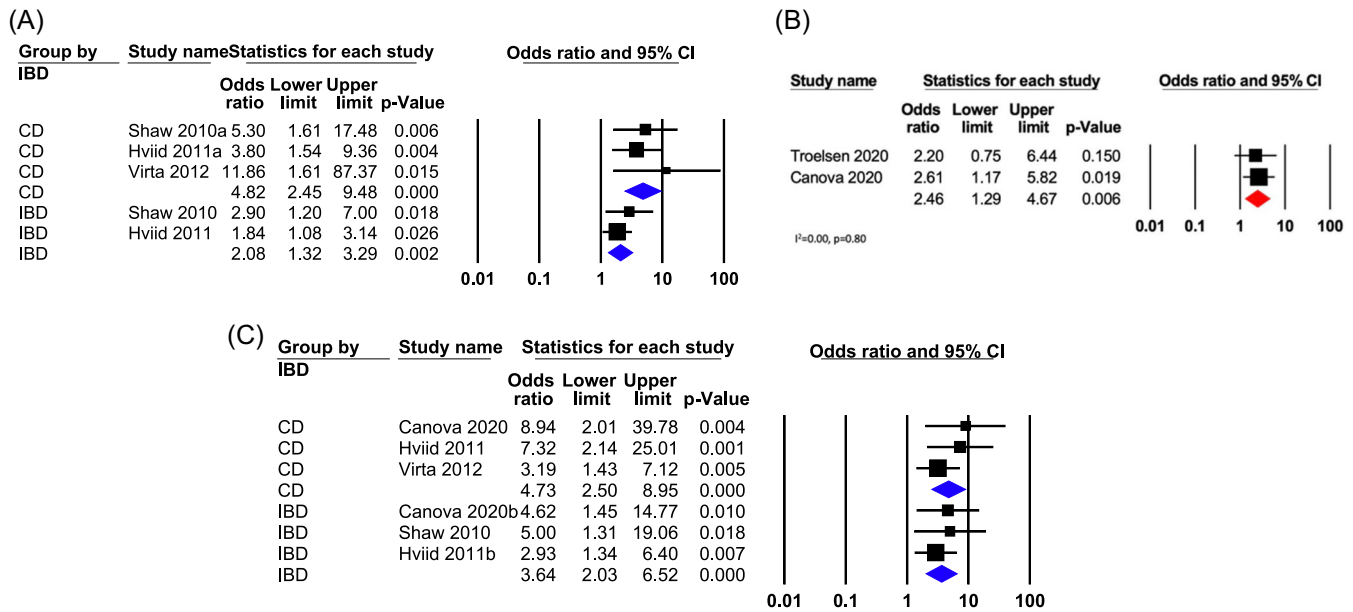 (A)
Group by Study name Statistics for each study Odds ratio and 95% CI
IBD
Odds Lower Upper
ratio limit limit p-Value
CD Shaw 2010a 5.30 1.61 17.48 0.006
CD Hviid 2011a 3.80 1.54 9.36 0.004
CD Virta 2012 11.86 1.61 87.37 0.015
CD 4.82 2.45 9.48 0.000
IBD Shaw 2010 2.90 1.20 7.00 0.018
IBD Hviid 2011 1.84 1.08 3.14 0.026
IBD 2.08 1.32 3.29 0.002
0.01 0.1 1 10 100
(B)
Study name Statistics for each study Odds ratio and 95% CI
Odds Lower Upper
ratio limit limit p-Value
Troelsen 2020 2.20 0.75 6.44 0.150
Canova 2020 2.61 1.17 5.82 0.019
2.46 1.29 4.67 0.006
0.01 0.1 1 10 100
I²=0.00, p=0.80
(C)
Group by Study name Statistics for each study Odds ratio and 95% CI
IBD
Odds Lower Upper
ratio limit limit p-Value
CD Canova 2020 8.94 2.01 39.78 0.004
CD Hviid 2011 7.32 2.14 25.01 0.001
CD Virta 2012 3.19 1.43 7.12 0.005
CD 4.73 2.50 8.95 0.000
IBD Canova 2020b 4.62 1.45 14.77 0.010
IBD Shaw 2010 5.00 1.31 19.06 0.018
IBD Hviid 2011b 2.93 1.34 6.40 0.007
IBD 3.64 2.03 6.52 0.000
0.01 0.1 1 10 100